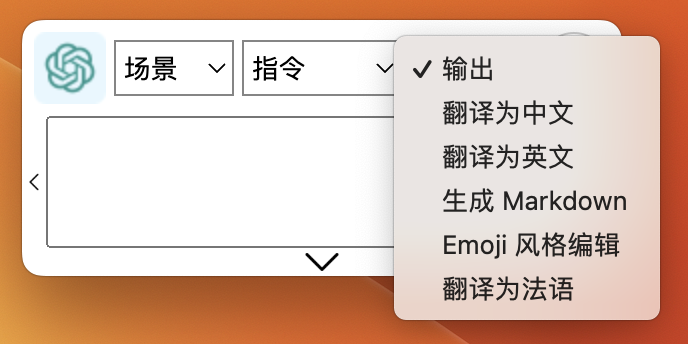 场景
指令
输出
翻译为中文
翻译为英文
生成 Markdown
Emoji 风格编辑
翻译为法语